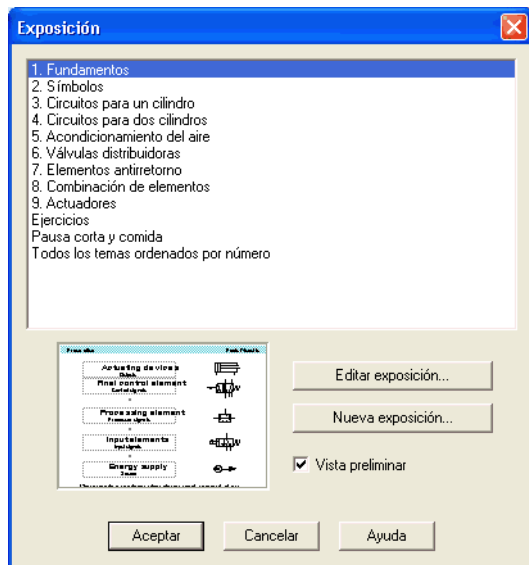 Exposición
1. Fundamentos
2. Símbolos
3. Circuitos para un cilindro
4. Circuitos para dos cilindros
5. Acondicionamiento del aire
6. Válvulas distribuidoras
7. Elementos antirretorno
8. Combinación de elementos
9. Actuadores
Ejercicios
Pausa corta y comida
Todos los temas ordenados por número
Actuating devices
Final control element
Processing element
Input elements
Energy supply
Editar exposición...
Nueva exposición...
Vista preliminar
Aceptar
Cancelar
Ayuda